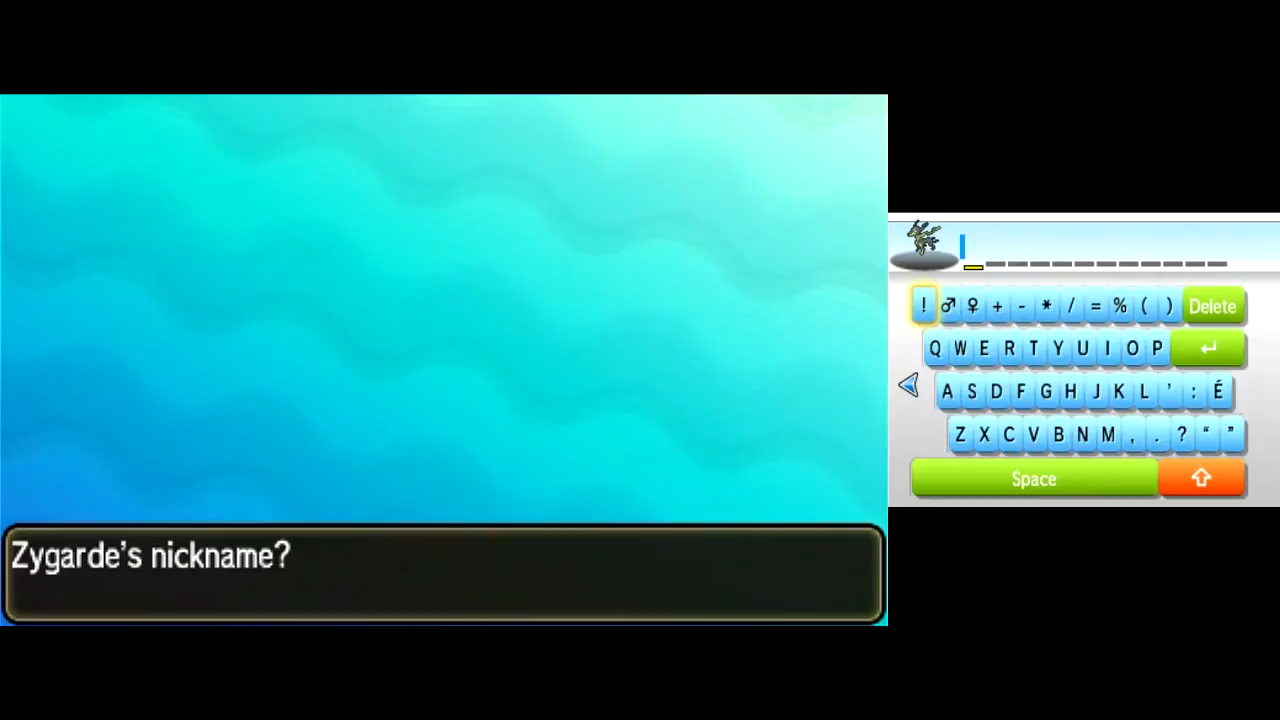 Zygarde's nickname?
! ♂ ♀ + - * / = % ( ) Delete
Q W E R T Y U I O P
A S D F G H J K L ' : É
Z X C V B N M , . ? “ ”
Space